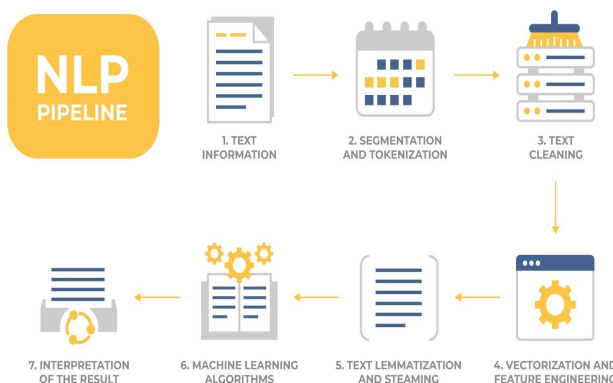 NLP
PIPELINE
1. TEXT
INFORMATION
2. SEGMENTATION
AND TOKENIZATION
3. TEXT
CLEANING
4. VECTORIZATION AND
FEATURE ENGINEERING
5. TEXT LEMMATIZATION
AND STEAMING
6. MACHINE LEARNING
ALGORITHMS
7. INTERPRETATION
OF THE RESULT